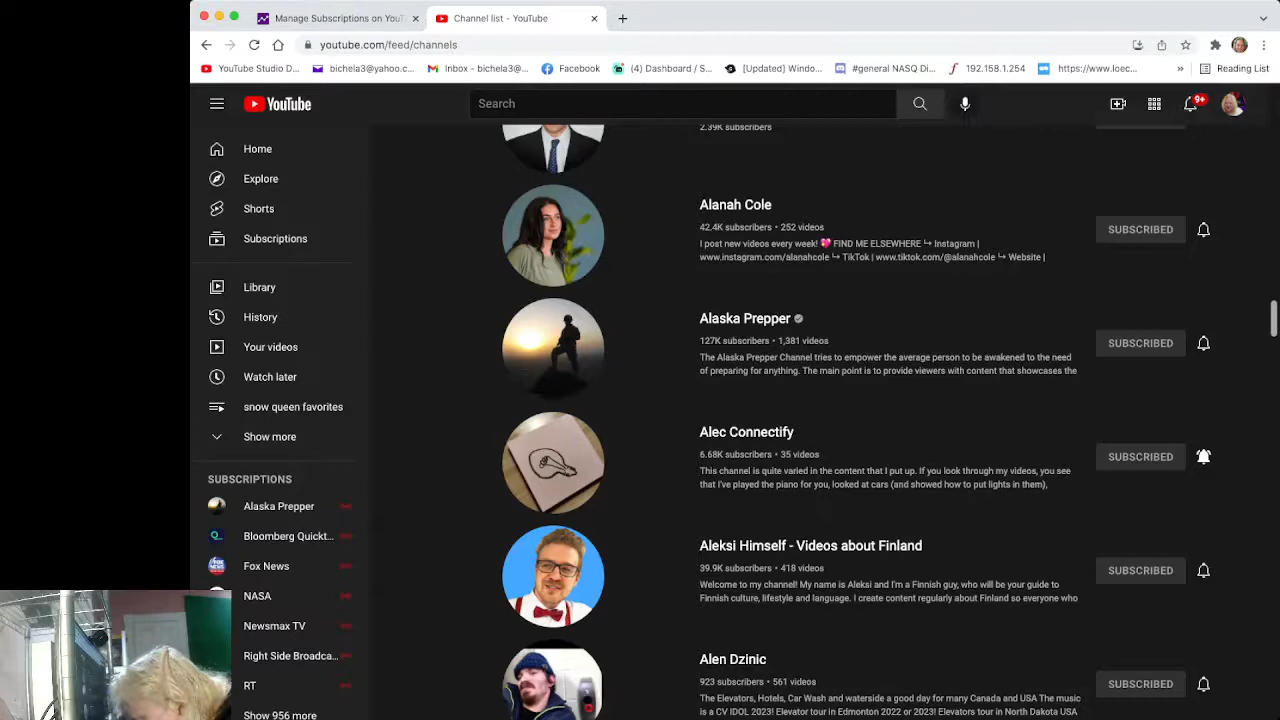 Manage Subscriptions on YouT
Channel list - YouTube
youtube.com/feed/channels
YouTube Studio D...
bichela3@yahoo.c...
Inbox - bichela3@...
Facebook
(4) Dashboard / S...
[Updated] Windo...
#general NASQ Di...
192.158.1.254
https://www.loec...
»
Reading List
YouTube
Search
9+
Home
Explore
Shorts
Subscriptions
Library
History
Your videos
Watch later
snow queen favorites
Show more
SUBSCRIPTIONS
Alaska Prepper
Bloomberg Quickt...
Fox News
NASA
Newsmax TV
Right Side Broadca...
RT
Show 956 more
2.39K subscribers
Alanah Cole
42.4K subscribers • 252 videos
I post new videos every week! 💖 FIND ME ELSEWHERE ↳ Instagram |
www.instagram.com/alanahcole ↳ TikTok | www.tiktok.com/@alanahcole ↳ Website |
SUBSCRIBED
Alaska Prepper
127K subscribers • 1,381 videos
The Alaska Prepper Channel tries to empower the average person to be awakened to the need
of preparing for anything. The main point is to provide viewers with content that showcases the
SUBSCRIBED
Alec Connectify
6.68K subscribers • 35 videos
This channel is quite varied in the content that I put up. If you look through my videos, you see
that I've played the piano for you, looked at cars (and showed how to put lights in them),
SUBSCRIBED
Aleksi Himself - Videos about Finland
39.9K subscribers • 418 videos
Welcome to my channel! My name is Aleksi and I'm a Finnish guy, who will be your guide to
Finnish culture, lifestyle and language. I create content regularly about Finland so everyone who
SUBSCRIBED
Alen Dzinic
923 subscribers • 561 videos
The Elevators, Hotels, Car Wash and waterside a good day for many Canada and USA The music
is a CV IDOL 2023! Elevator tour in Edmonton 2022 or 2023! Elevators tours in North Dakota USA
SUBSCRIBED